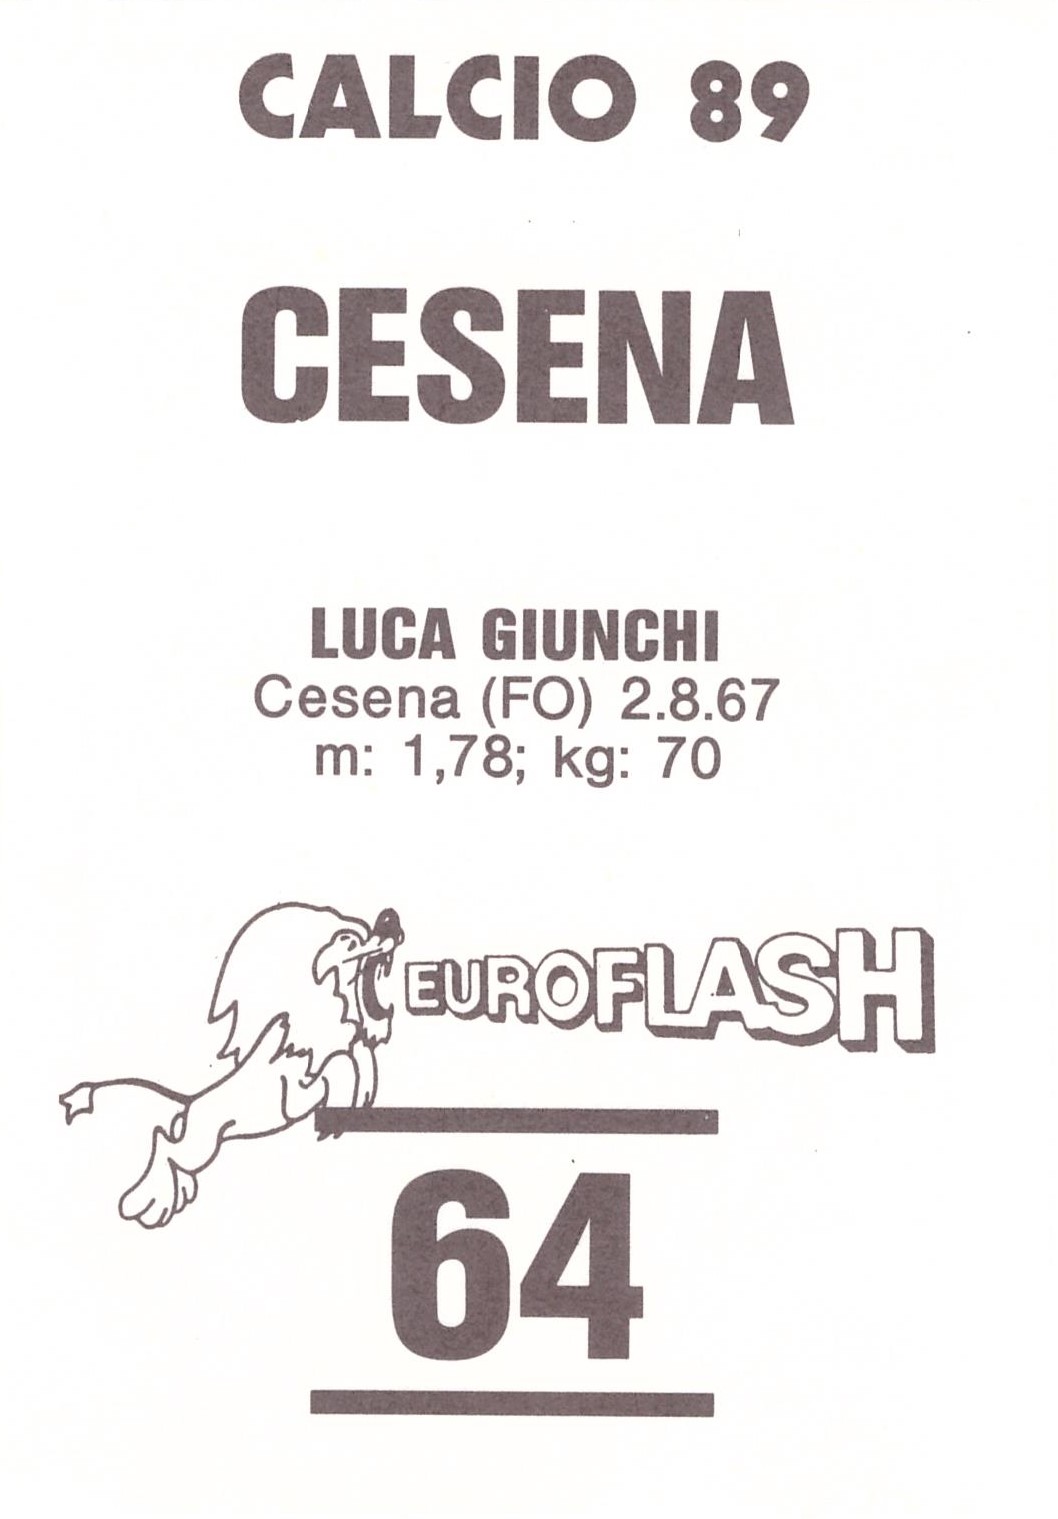 CALCIO 89
CESENA
LUCA GIUNCHI
Cesena (FO) 2.8.67
m: 1,78; kg: 70
EUROFLASH
64